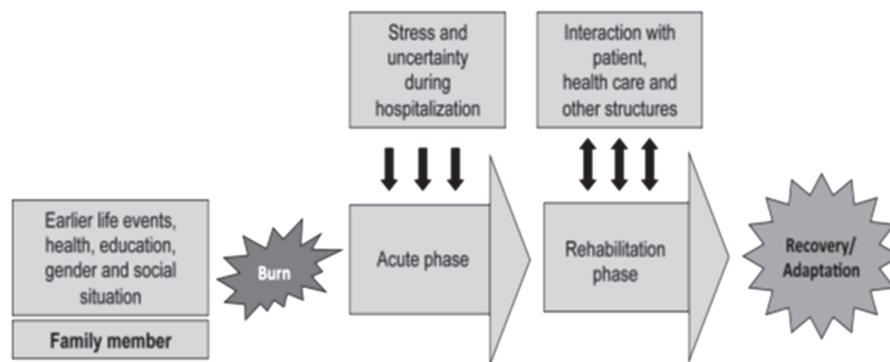 Stress and
uncertainty
during
hospitalization
Interaction with
patient,
health care and
other structures
Earlier life events,
health, education,
gender and social
situation
Family member
Burn
Acute phase
Rehabilitation
phase
Recovery/
Adaptation